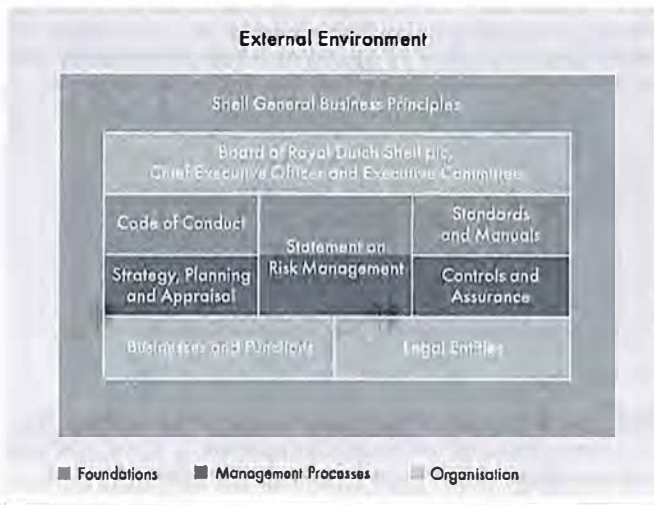 External Environment
Shell General Business Principles
Board of Royal Dutch Shell plc,
Chief Executive Officer and Executive Committee
Code of Conduct
Statement on
Risk Management
Standards
and Manuals
Strategy, Planning
and Appraisal
Controls and
Assurance
Businesses and Functions
Legal Entities
Foundations
Management Processes
Organisation